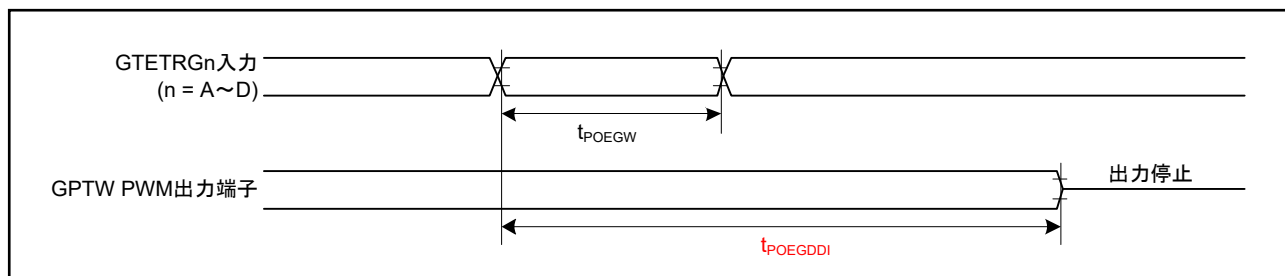 GTETRGn入力
(n = A～D)
tPOEGW
GPTW PWM出力端子
出力停止
tPOEGDDI